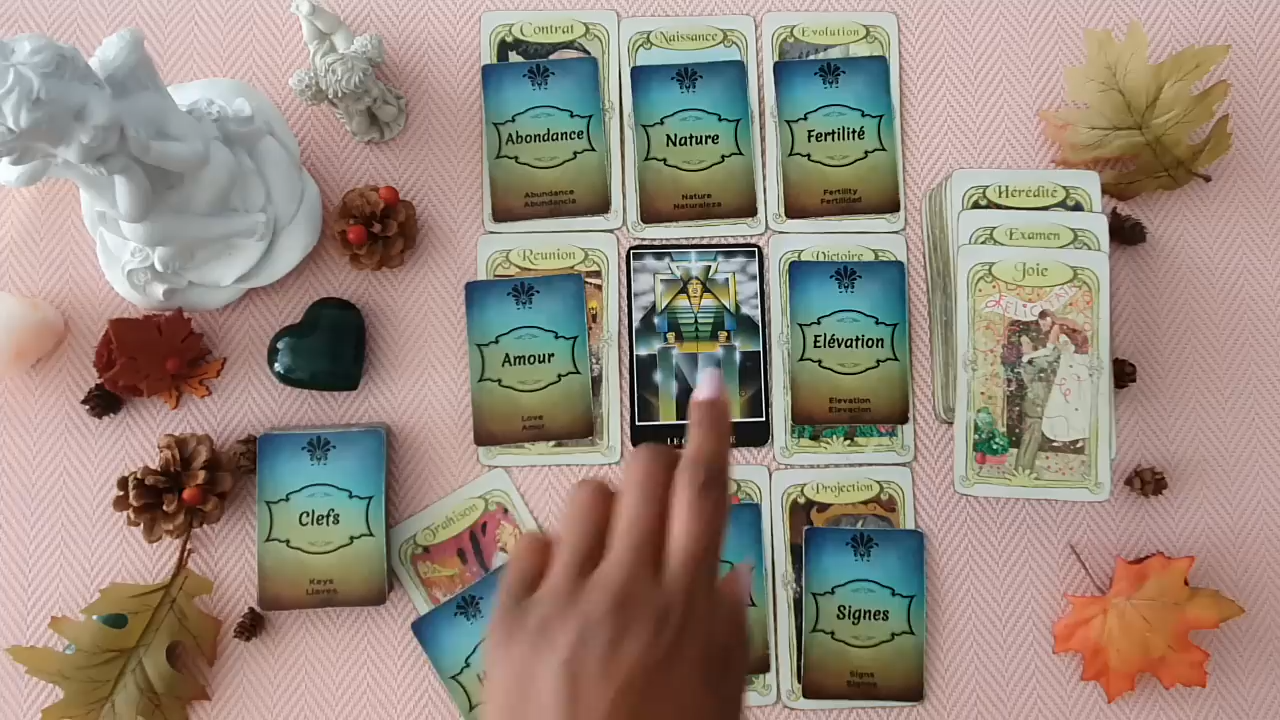 Contrat
Abondance
Abundance
Abundancia
Naissance
Nature
Nature
Naturaleza
Evolution
Fertilité
Fertility
Fertilidad
Reunion
Amour
Love
Amor
Victoire
Elévation
Elevation
Elevacion
Hérédité
Examen
Joie
Clefs
Keys
Llaves
Trahison
Projection
Signes
Signs